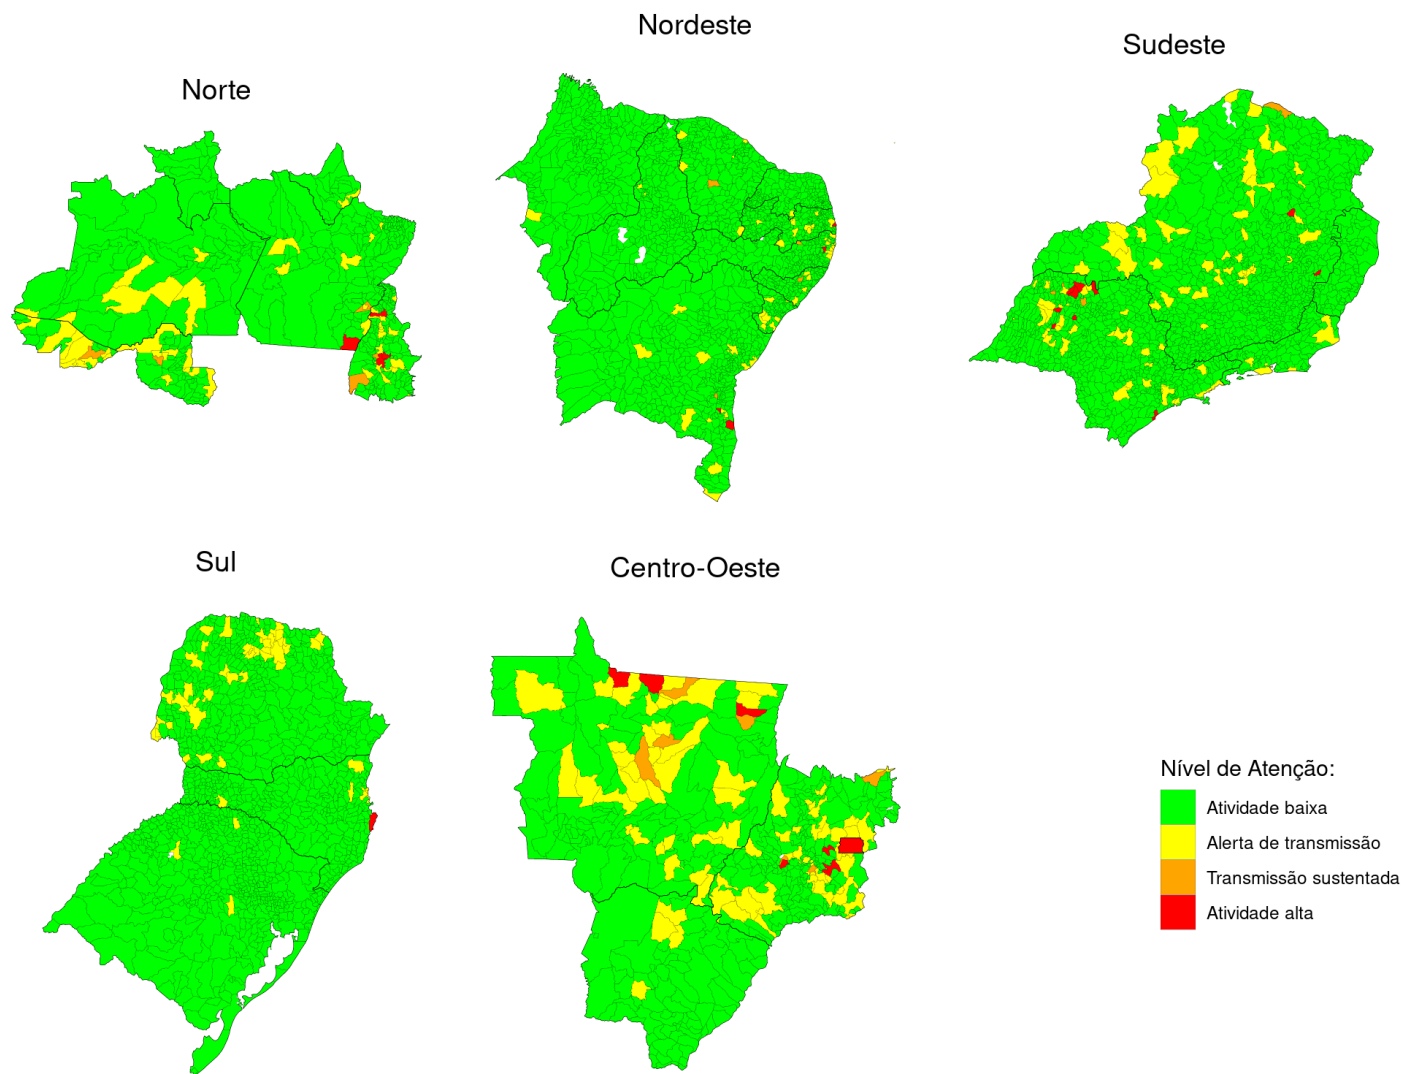 Nordeste
Sudeste
Norte
Sul
Centro-Oeste
Nível de Atenção:
Atividade baixa
Alerta de transmissão
Transmissão sustentada
Atividade alta